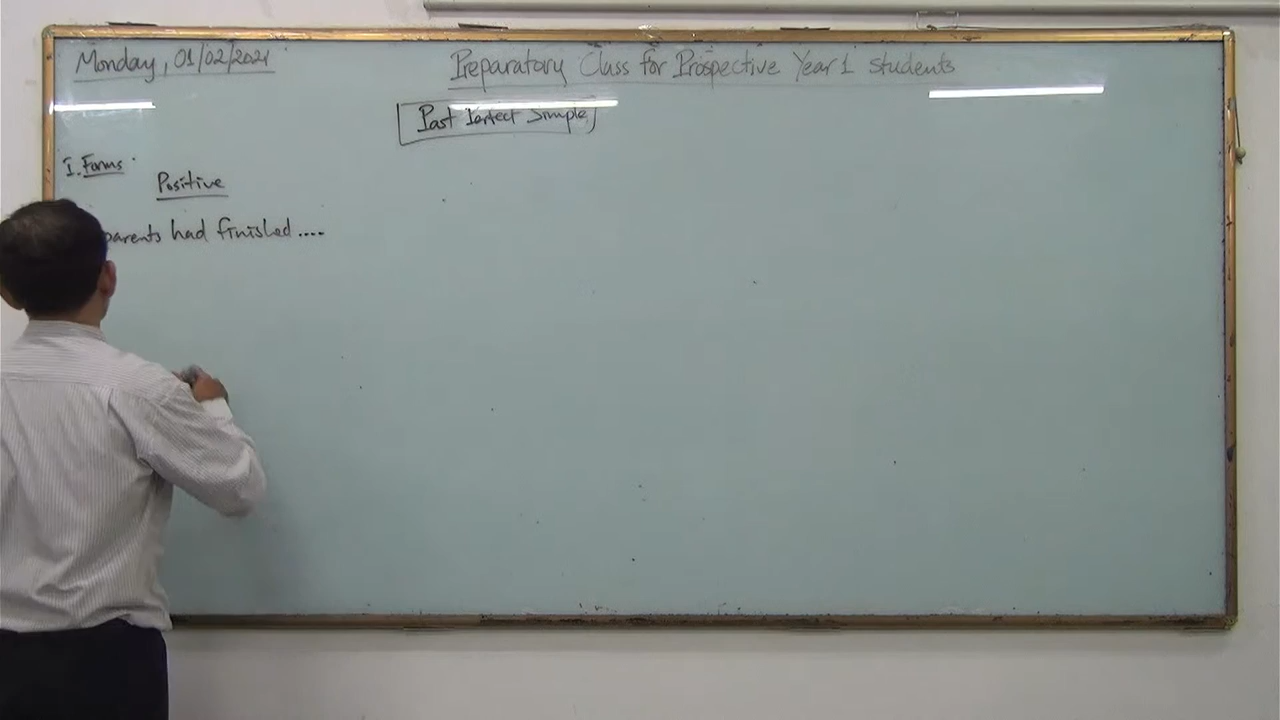 Monday, 01/02/2021
Preparatory Class for Prospective Year 1 students
Past Perfect Simple
I. Forms
Positive
parents had finished....